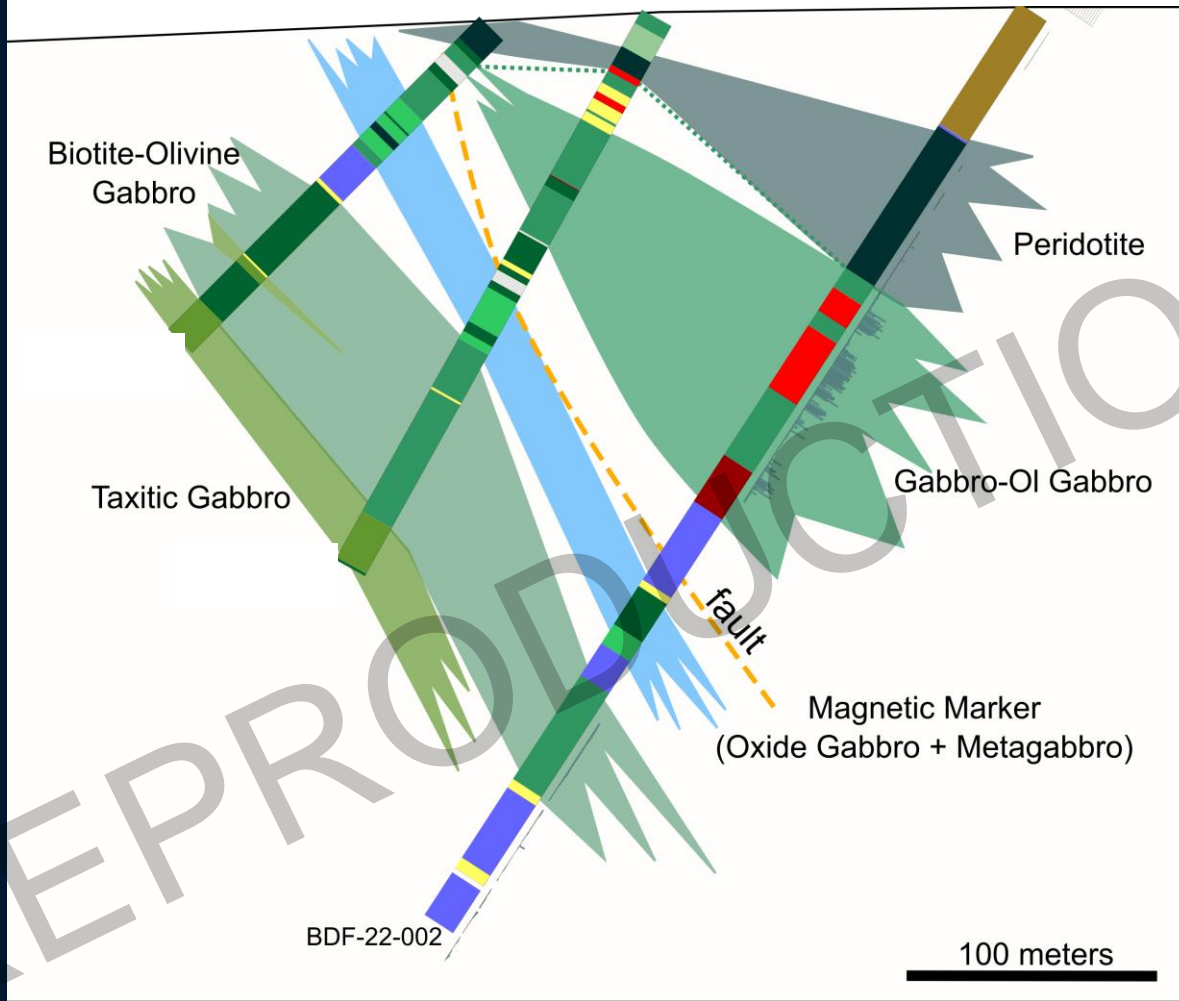 Biotite-Olivine
Gabbro
Peridotite
Taxitic Gabbro
Gabbro-Ol Gabbro
fault
Magnetic Marker
(Oxide Gabbro + Metagabbro)
BDF-22-002
100 meters
REPRODUCTIO